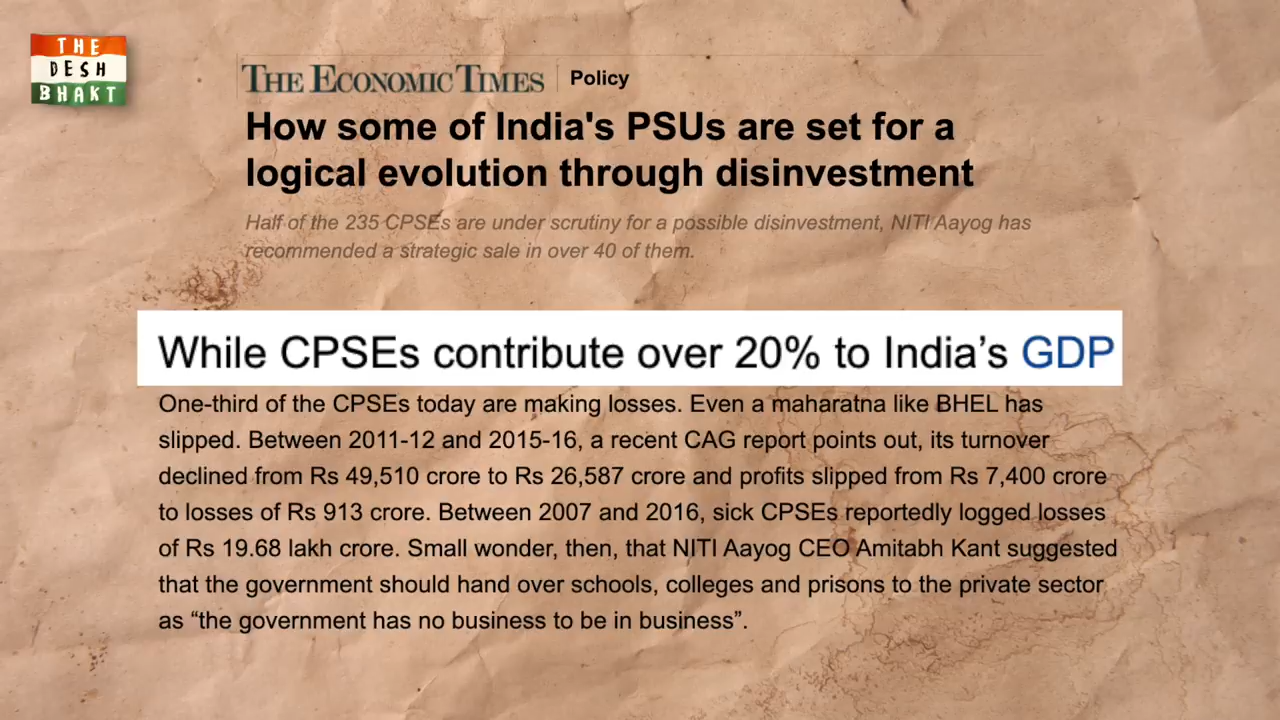 THE
DESH
BHAKT
THE ECONOMIC TIMES | Policy
How some of India's PSUs are set for a
logical evolution through disinvestment
Half of the 235 CPSEs are under scrutiny for a possible disinvestment, NITI Aayog has
recommended a strategic sale in over 40 of them.
While CPSEs contribute over 20% to India’s GDP
One-third of the CPSEs today are making losses. Even a maharatna like BHEL has
slipped. Between 2011-12 and 2015-16, a recent CAG report points out, its turnover
declined from Rs 49,510 crore to Rs 26,587 crore and profits slipped from Rs 7,400 crore
to losses of Rs 913 crore. Between 2007 and 2016, sick CPSEs reportedly logged losses
of Rs 19.68 lakh crore. Small wonder, then, that NITI Aayog CEO Amitabh Kant suggested
that the government should hand over schools, colleges and prisons to the private sector
as “the government has no business to be in business”.